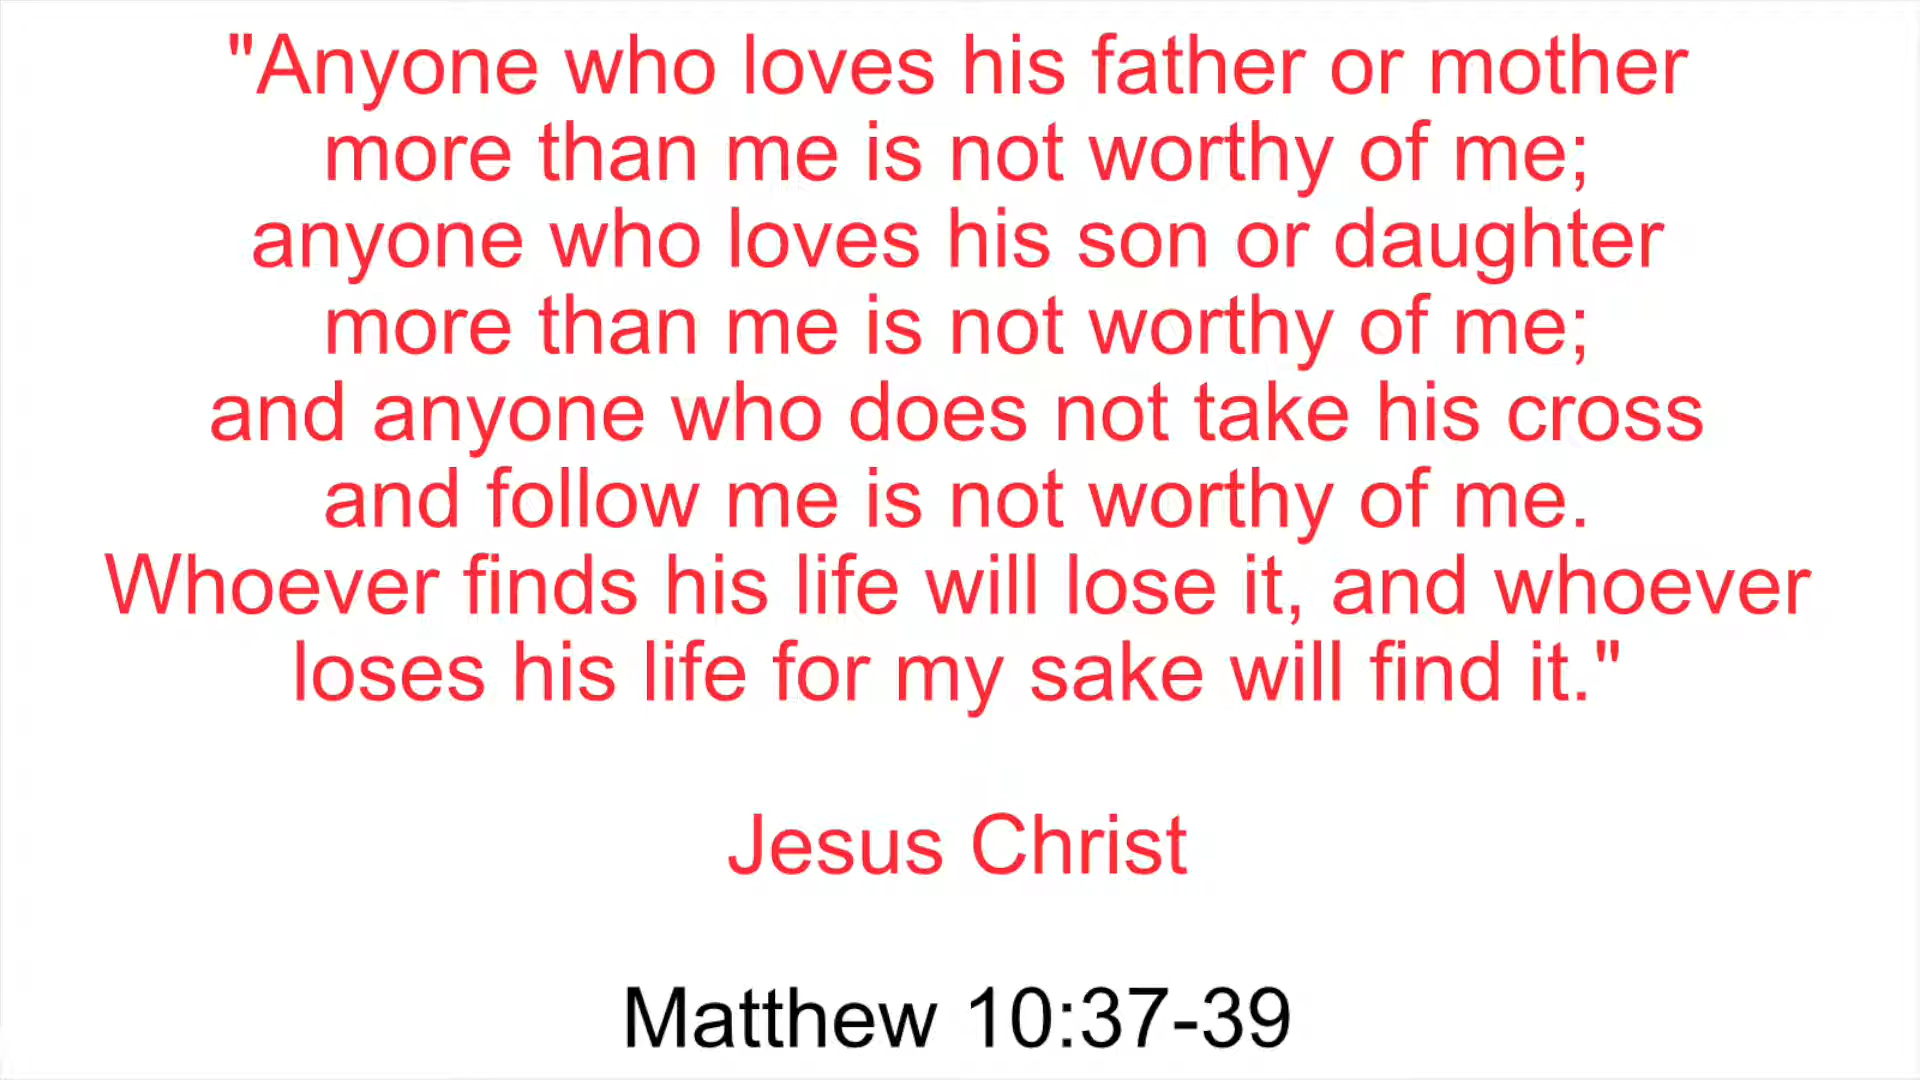 "Anyone who loves his father or mother
more than me is not worthy of me;
anyone who loves his son or daughter
more than me is not worthy of me;
and anyone who does not take his cross
and follow me is not worthy of me.
Whoever finds his life will lose it, and whoever
loses his life for my sake will find it."
Jesus Christ
Matthew 10:37-39